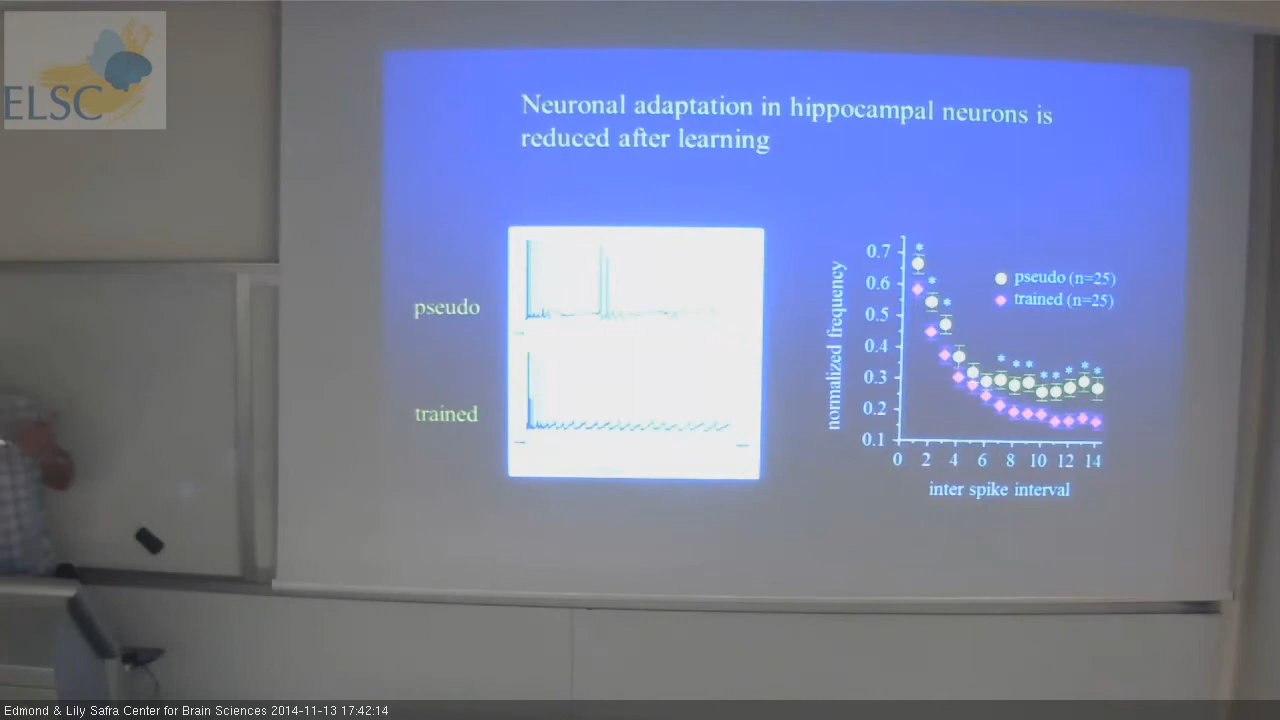 ELSC
Neuronal adaptation in hippocampal neurons is
reduced after learning
pseudo
trained
normalized frequency
0.7
0.6
0.5
0.4
0.3
0.2
0.1
* * * * * * * * * * *
pseudo (n=25)
trained (n=25)
0 2 4 6 8 10 12 14
inter spike interval
Edmond & Lily Safra Center for Brain Sciences 2014-11-13 17:42:14